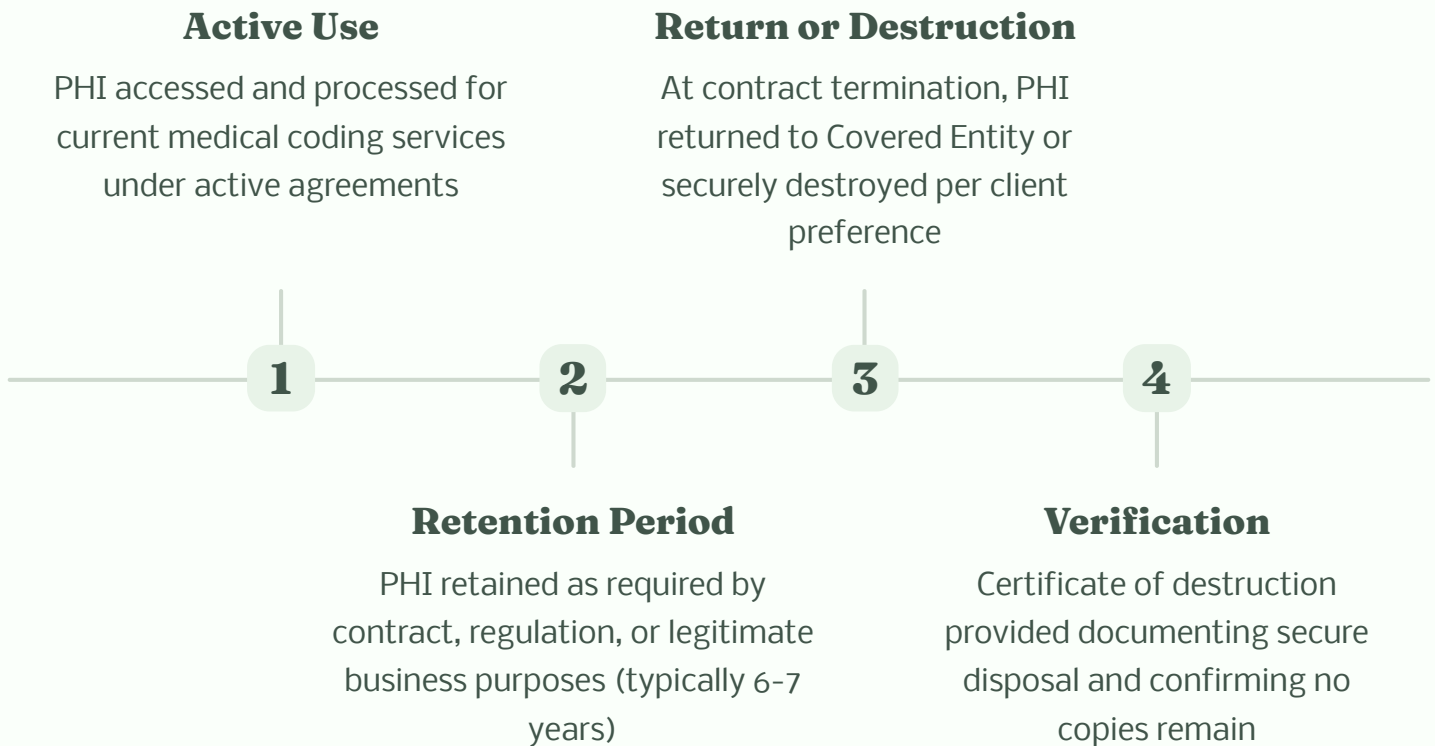 Active Use
PHI accessed and processed for
current medical coding services
under active agreements
Return or Destruction
At contract termination, PHI
returned to Covered Entity or
securely destroyed per client
preference
1
2
3
4
Retention Period
PHI retained as required by
contract, regulation, or legitimate
business purposes (typically 6-7
years)
Verification
Certificate of destruction
provided documenting secure
disposal and confirming no
copies remain